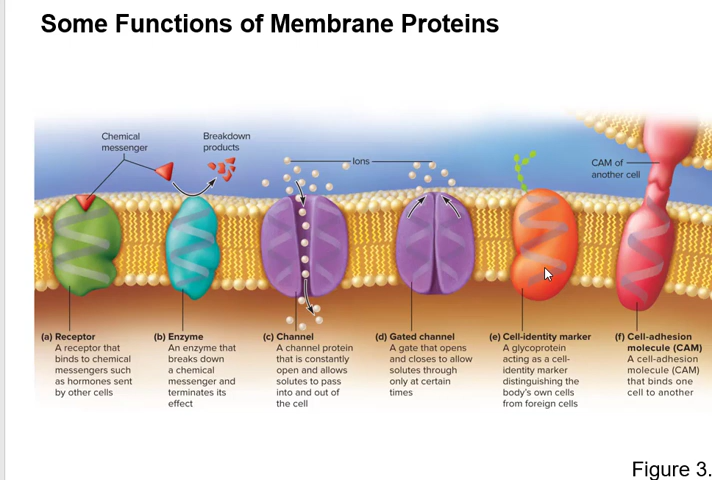 Some Functions of Membrane Proteins
Chemical
messenger
Breakdown
products
Ions
CAM of
another cell
(a) Receptor
A receptor that
binds to chemical
messengers such
as hormones sent
by other cells
(b) Enzyme
An enzyme that
breaks down
a chemical
messenger and
terminates its
effect
(c) Channel
A channel protein
that is constantly
open and allows
solutes to pass
into and out of
the cell
(d) Gated channel
A gate that opens
and closes to allow
solutes through
only at certain
times
(e) Cell-identity marker
A glycoprotein
acting as a cell-
identity marker
distinguishing the
body's own cells
from foreign cells
(f) Cell-adhesion
molecule (CAM)
A cell-adhesion
molecule (CAM)
that binds one
cell to another
Figure 3.